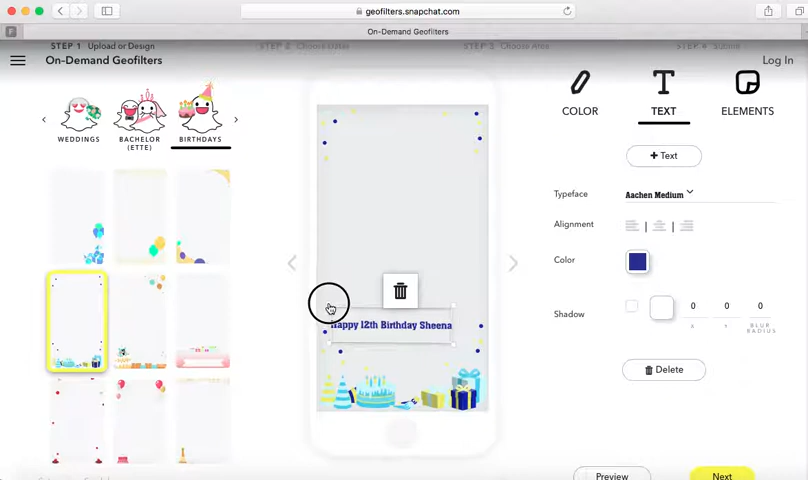 geofilters.snapchat.com
On-Demand Geofilters
STEP 1 Upload or Design
STEP 2 Choose Dates
STEP 3 Choose Area
STEP 4 Submit
On-Demand Geofilters
Log In
WEDDINGS
BACHELOR
(ETTE)
BIRTHDAYS
COLOR
TEXT
ELEMENTS
+ Text
Typeface
Aachen Medium
Alignment
Color
Shadow
0
0
0
X
Y
BLUR
RADIUS
Delete
Happy 12th Birthday Sheena
Preview
Next